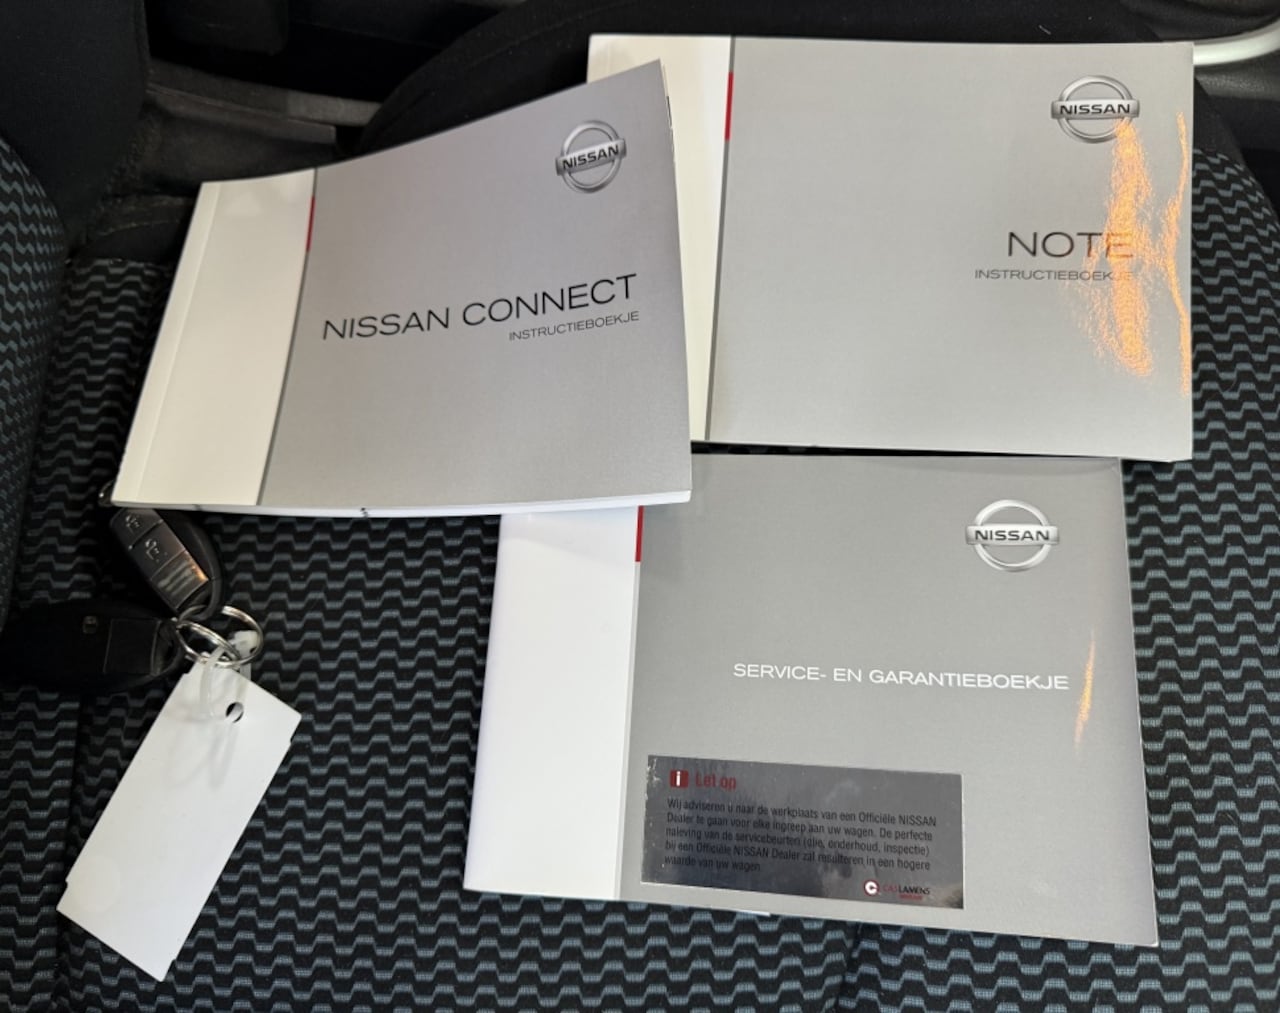 NISSAN
NISSAN CONNECT
INSTRUCTIEBOEKJE
NISSAN
NOTE
INSTRUCTIEBOEKJE
NISSAN
SERVICE- EN GARANTIEBOEKJE
i Let op
Wij adviseren u naar de werkplaats van een Officiële NISSAN
Dealer te gaan voor elke ingreep aan uw wagen. De perfecte
naleving van de servicebeurten (olie, onderhoud, inspectie)
bij een Officiële NISSAN Dealer zal resulteren in een hogere
waarde van uw wagen.
CASLAMENS